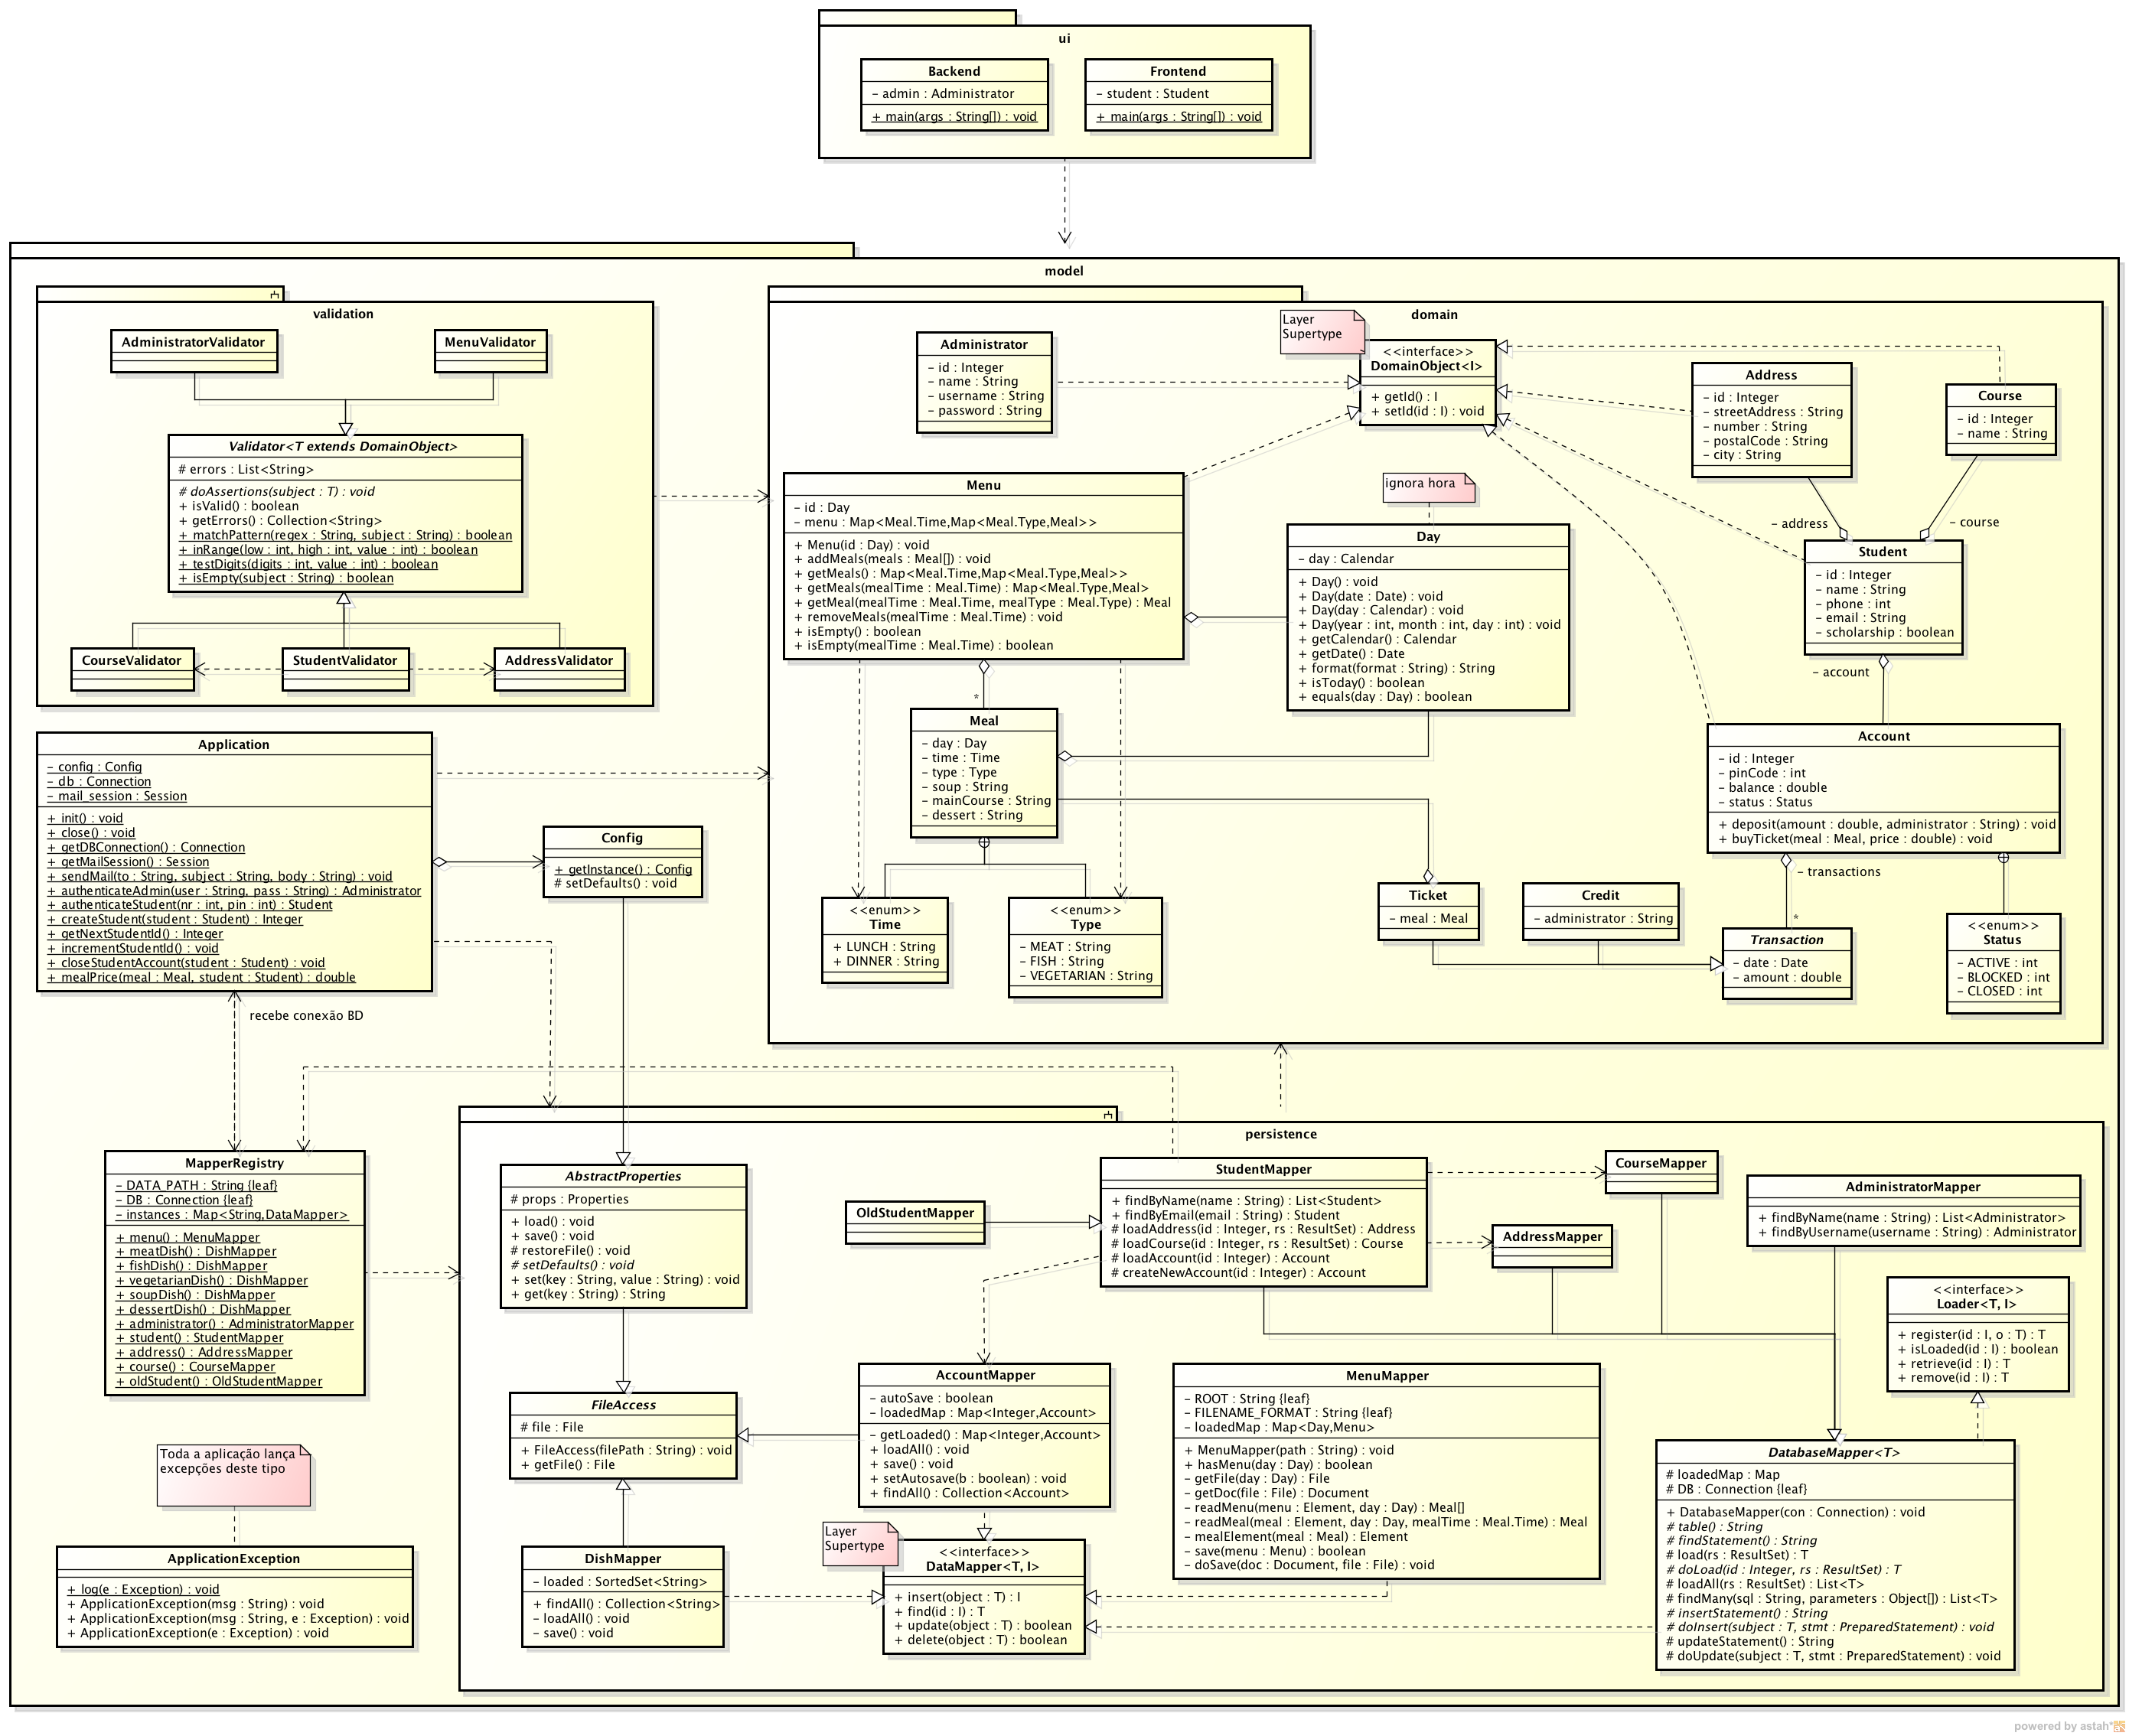 ui
Backend
– admin : Administrator
+ main(args : String[]) : void
Frontend
– student : Student
+ main(args : String[]) : void
model
validation
AdministratorValidator
MenuValidator
Validator<T extends DomainObject>
# errors : List<String>
# doAssertions(subject : T) : void
+ isValid() : boolean
+ getErrors() : Collection<String>
+ matchPattern(regex : String, subject : String) : boolean
+ inRange(low : int, high : int, value : int) : boolean
+ testDigits(digits : int, value : int) : boolean
+ isEmpty(subject : String) : boolean
CourseValidator
StudentValidator
AddressValidator
domain
Administrator
– id : Integer
– name : String
– username : String
– password : String
Layer
Supertype
<<interface>>
DomainObject<I>
+ getId() : I
+ setId(id : I) : void
Address
– id : Integer
– streetAddress : String
– number : String
– postalCode : String
– city : String
Course
– id : Integer
– name : String
Menu
– id : Day
– menu : Map<Meal.Time,Map<Meal.Type,Meal>>
+ Menu(id : Day) : void
+ addMeals(meals : Meal[]) : void
+ getMeals() : Map<Meal.Time,Map<Meal.Type,Meal>>
+ getMeals(mealTime : Meal.Time) : Map<Meal.Type,Meal>
+ getMeal(mealTime : Meal.Time, mealType : Meal.Type) : Meal
+ removeMeals(mealTime : Meal.Time) : void
+ isEmpty() : boolean
+ isEmpty(mealTime : Meal.Time) : boolean
ignora hora
Day
– day : Calendar
+ Day() : void
+ Day(date : Date) : void
+ Day(day : Calendar) : void
+ Day(year : int, month : int, day : int) : void
+ getCalendar() : Calendar
+ getDate() : Date
+ format(format : String) : String
+ isToday() : boolean
+ equals(day : Day) : boolean
– address
– course
Student
– id : Integer
– name : String
– phone : int
– email : String
– scholarship : boolean
– account
*
Meal
– day : Day
– time : Time
– type : Type
– soup : String
– mainCourse : String
– dessert : String
Account
– id : Integer
– pinCode : int
– balance : double
– status : Status
+ deposit(amount : double, administrator : String) : void
+ buyTicket(meal : Meal, price : double) : void
– transactions
*
<<enum>>
Time
+ LUNCH : String
+ DINNER : String
<<enum>>
Type
– MEAT : String
– FISH : String
– VEGETARIAN : String
Ticket
– meal : Meal
Credit
– administrator : String
Transaction
– date : Date
– amount : double
<<enum>>
Status
– ACTIVE : int
– BLOCKED : int
– CLOSED : int
Application
– config : Config
– db : Connection
– mail_session : Session
+ init() : void
+ close() : void
+ getDBConnection() : Connection
+ getMailSession() : Session
+ sendMail(to : String, subject : String, body : String) : void
+ authenticateAdmin(user : String, pass : String) : Administrator
+ authenticateStudent(nr : int, pin : int) : Student
+ createStudent(student : Student) : Integer
+ getNextStudentId() : Integer
+ incrementStudentId() : void
+ closeStudentAccount(student : Student) : void
+ mealPrice(meal : Meal, student : Student) : double
Config
+ getInstance() : Config
# setDefaults() : void
recebe conexão BD
MapperRegistry
– DATA_PATH : String {leaf}
– DB : Connection {leaf}
– instances : Map<String,DataMapper>
+ menu() : MenuMapper
+ meatDish() : DishMapper
+ fishDish() : DishMapper
+ vegetarianDish() : DishMapper
+ soupDish() : DishMapper
+ dessertDish() : DishMapper
+ administrator() : AdministratorMapper
+ student() : StudentMapper
+ address() : AddressMapper
+ course() : CourseMapper
+ oldStudent() : OldStudentMapper
Toda a aplicação lança
excepções deste tipo
ApplicationException
+ log(e : Exception) : void
+ ApplicationException(msg : String) : void
+ ApplicationException(msg : String, e : Exception) : void
+ ApplicationException(e : Exception) : void
persistence
AbstractProperties
# props : Properties
+ load() : void
+ save() : void
# restoreFile() : void
# setDefaults() : void
+ set(key : String, value : String) : void
+ get(key : String) : String
OldStudentMapper
StudentMapper
+ findByName(name : String) : List<Student>
+ findByEmail(email : String) : Student
# loadAddress(id : Integer, rs : ResultSet) : Address
# loadCourse(id : Integer, rs : ResultSet) : Course
# loadAccount(id : Integer) : Account
# createNewAccount(id : Integer) : Account
CourseMapper
AddressMapper
AdministratorMapper
+ findByName(name : String) : List<Administrator>
+ findByUsername(username : String) : Administrator
<<interface>>
Loader<T, I>
+ register(id : I, o : T) : T
+ isLoaded(id : I) : boolean
+ retrieve(id : I) : T
+ remove(id : I) : T
FileAccess
# file : File
+ FileAccess(filePath : String) : void
+ getFile() : File
AccountMapper
– autoSave : boolean
– loadedMap : Map<Integer,Account>
– getLoaded() : Map<Integer,Account>
+ loadAll() : void
+ save() : void
+ setAutosave(b : boolean) : void
+ findAll() : Collection<Account>
MenuMapper
– ROOT : String {leaf}
– FILENAME_FORMAT : String {leaf}
– loadedMap : Map<Day,Menu>
+ MenuMapper(path : String) : void
+ hasMenu(day : Day) : boolean
– getFile(day : Day) : File
– getDoc(file : File) : Document
– readMenu(menu : Element, day : Day) : Meal[]
– readMeal(meal : Element, day : Day, mealTime : Meal.Time) : Meal
– mealElement(meal : Meal) : Element
– save(menu : Menu) : boolean
– doSave(doc : Document, file : File) : void
DatabaseMapper<T>
# loadedMap : Map
# DB : Connection {leaf}
+ DatabaseMapper(con : Connection) : void
# table() : String
# findStatement() : String
# load(rs : ResultSet) : T
# doLoad(id : Integer, rs : ResultSet) : T
# loadAll(rs : ResultSet) : List<T>
# findMany(sql : String, parameters : Object[]) : List<T>
# insertStatement() : String
# doInsert(subject : T, stmt : PreparedStatement) : void
# updateStatement() : String
# doUpdate(subject : T, stmt : PreparedStatement) : void
DishMapper
– loaded : SortedSet<String>
+ findAll() : Collection<String>
– loadAll() : void
– save() : void
Layer
Supertype
<<interface>>
DataMapper<T, I>
+ insert(object : T) : I
+ find(id : I) : T
+ update(object : T) : boolean
+ delete(object : T) : boolean
powered by astah*